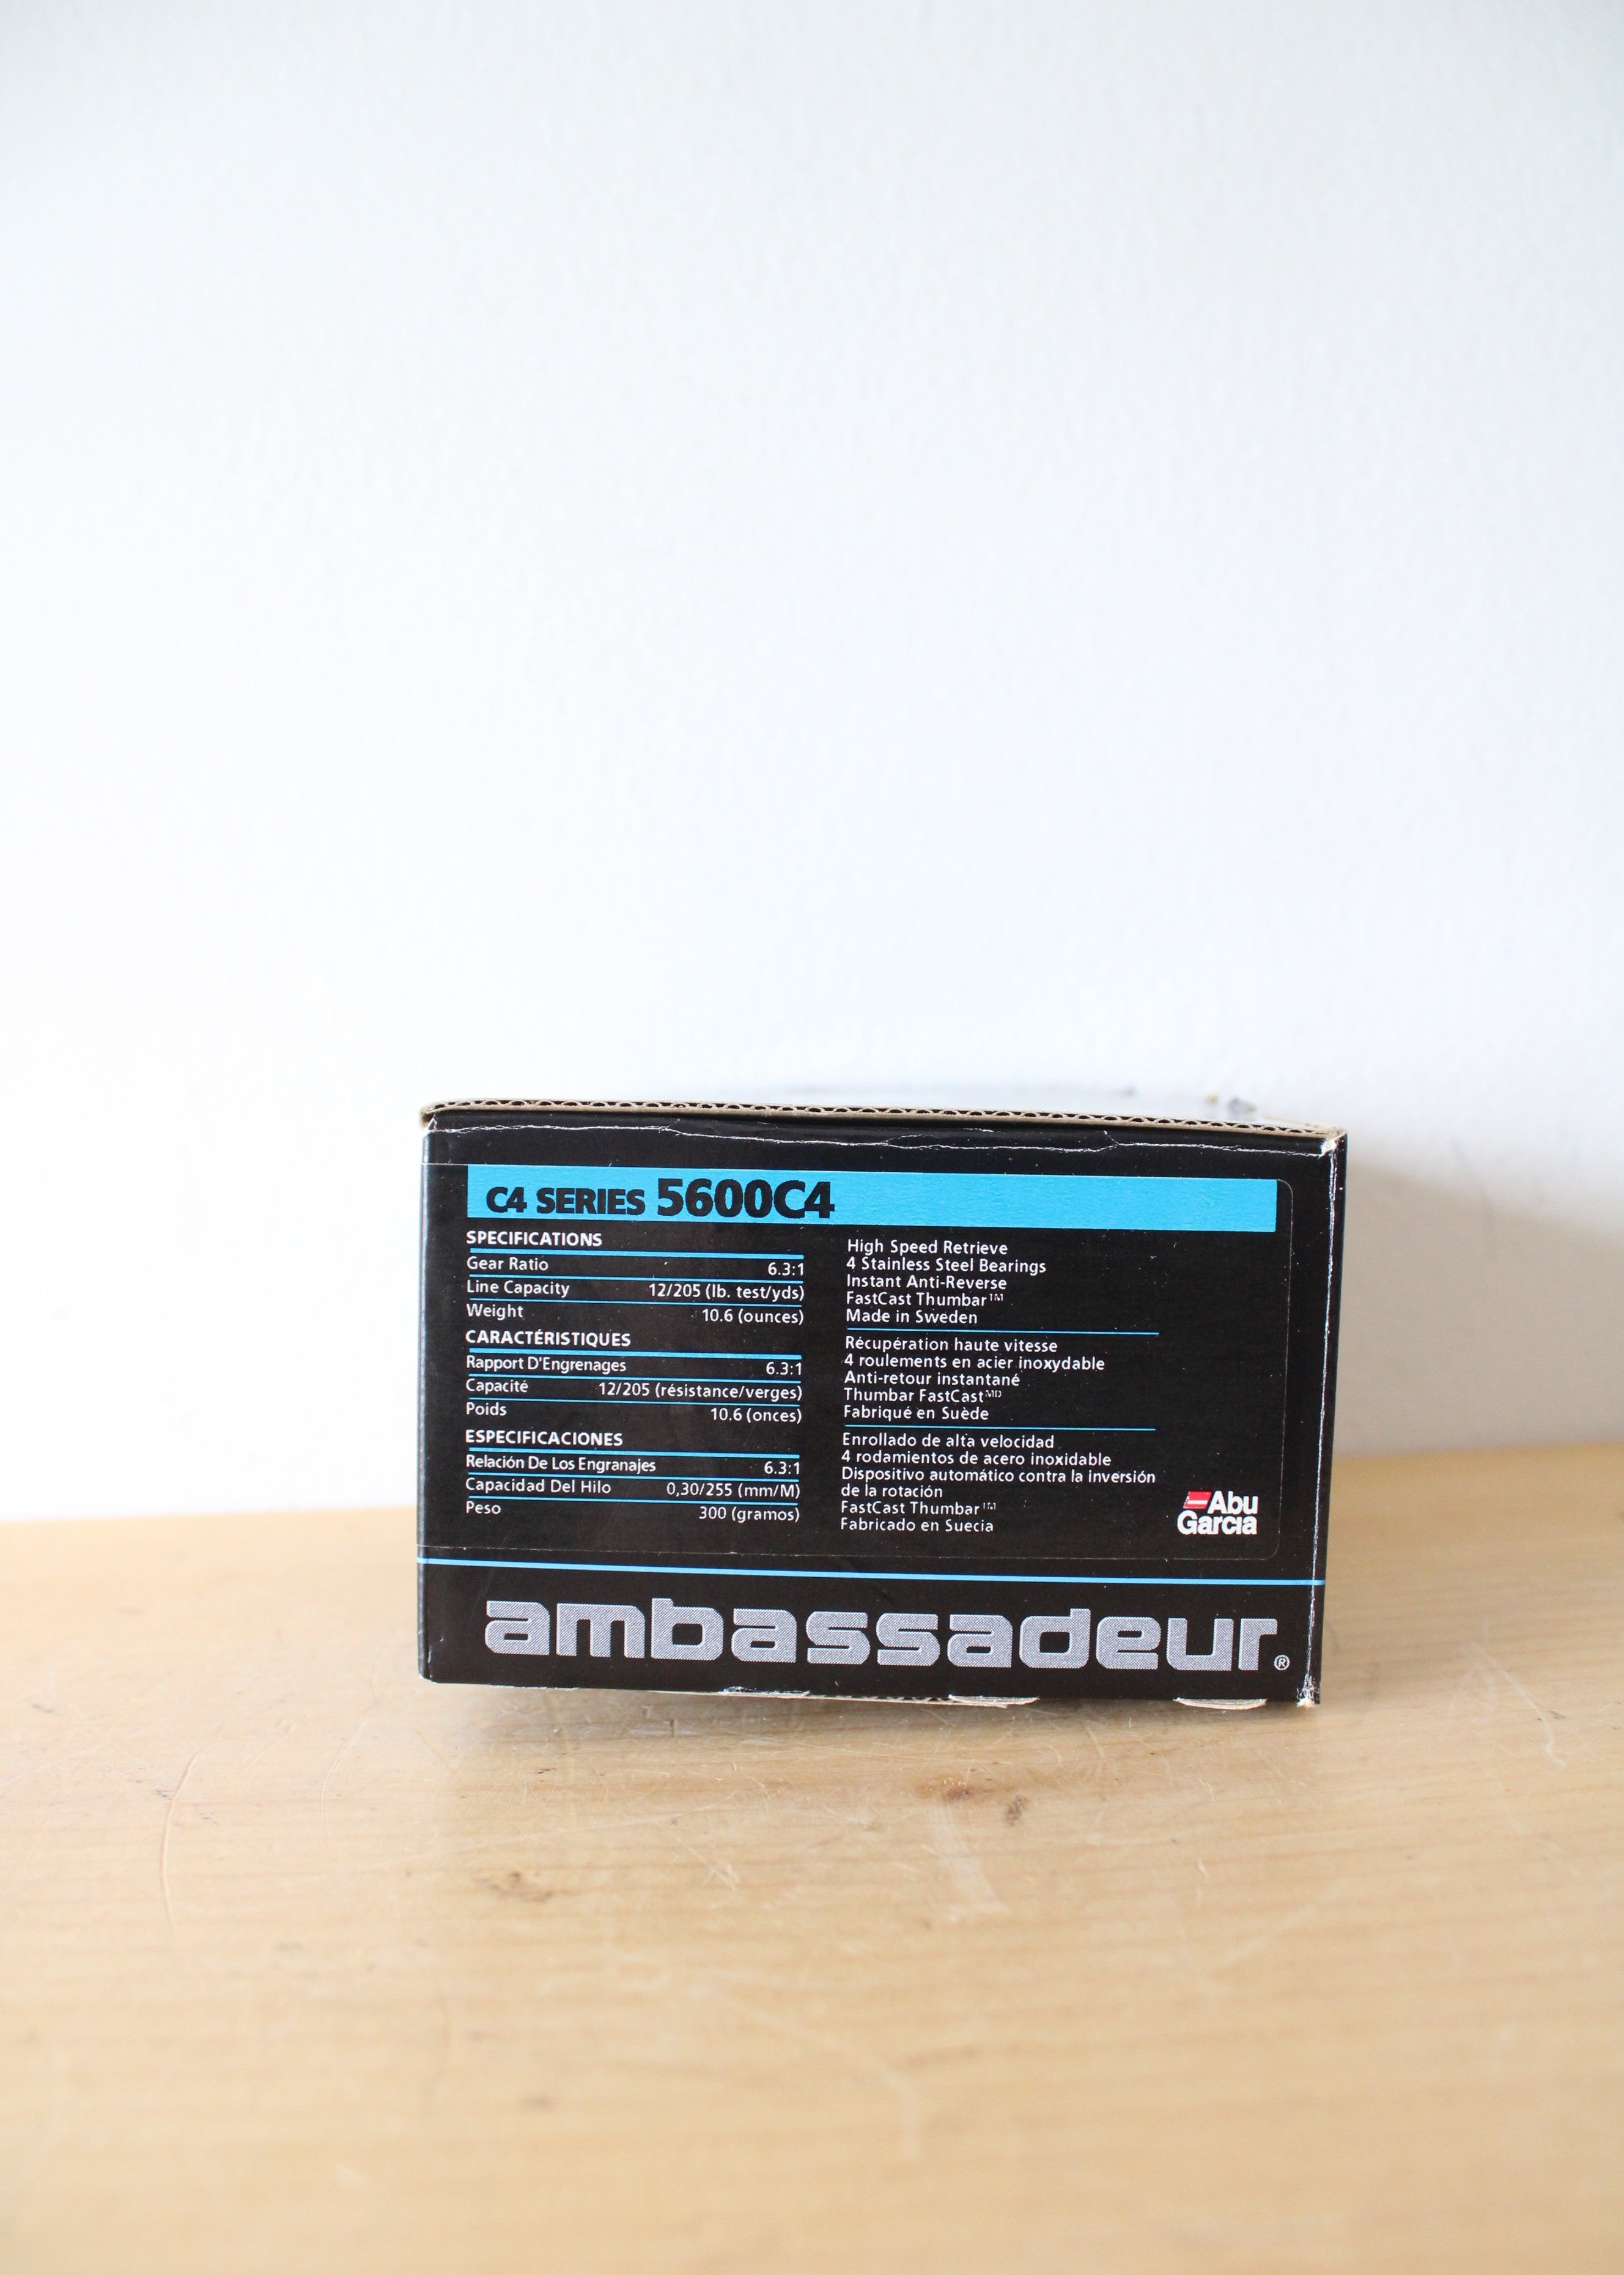 C4 SERIES 5600C4
SPECIFICATIONS
Gear Ratio 6.3:1
Line Capacity 12/205 (lb. test/yds)
Weight 10.6 (ounces)
CARACTÉRISTIQUES
Rapport D'Engrenages 6.3:1
Capacité 12/205 (résistance/verges)
Poids 10.6 (onces)
ESPECIFICACIONES
Relación De Los Engranajes 6.3:1
Capacidad Del Hilo 0,30/255 (mm/M)
Peso 300 (gramos)
High Speed Retrieve
4 Stainless Steel Bearings
Instant Anti-Reverse
FastCast Thumbar™
Made in Sweden
Récupération haute vitesse
4 roulements en acier inoxydable
Anti-retour instantané
Thumbar FastCast MD
Fabriqué en Suède
Enrollado de alta velocidad
4 rodamientos de acero inoxidable
Dispositivo automático contra la inversión
de la rotación
FastCast Thumbar™
Fabricado en Suecia
Abu
Garcia
ambassadeur®